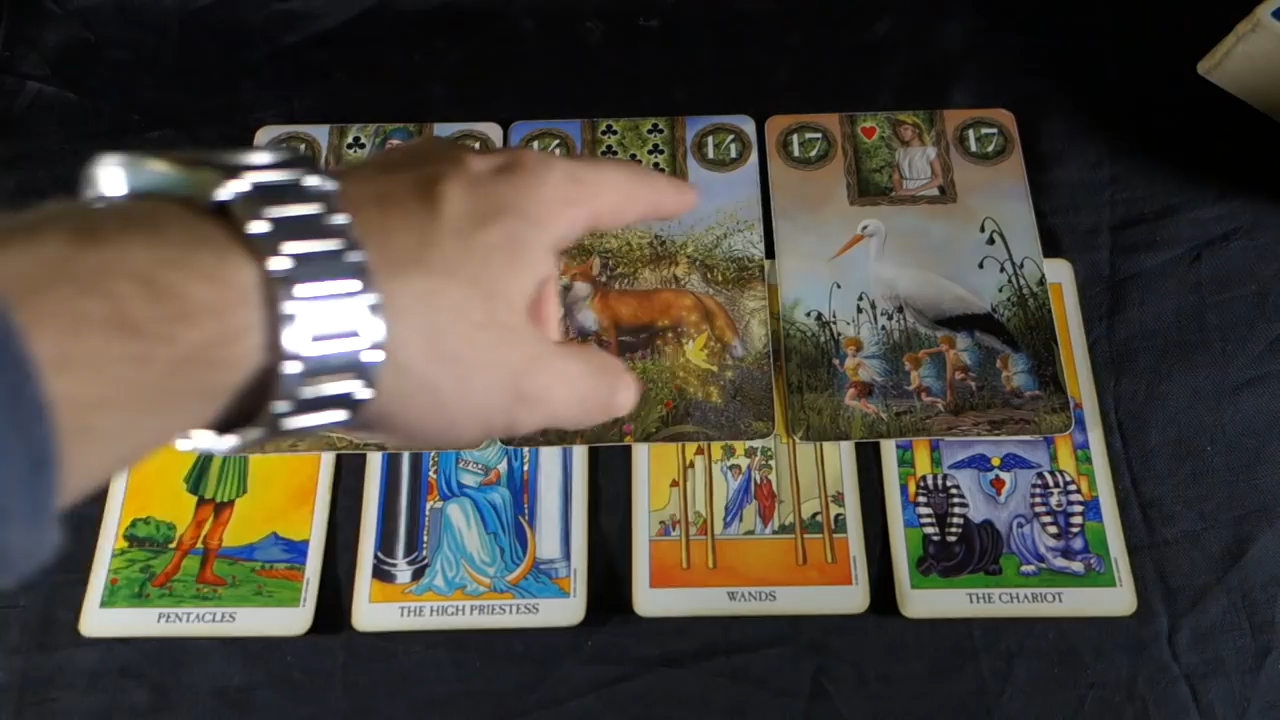 14
14
17
17
PENTACLES
THE HIGH PRIESTESS
WANDS
THE CHARIOT